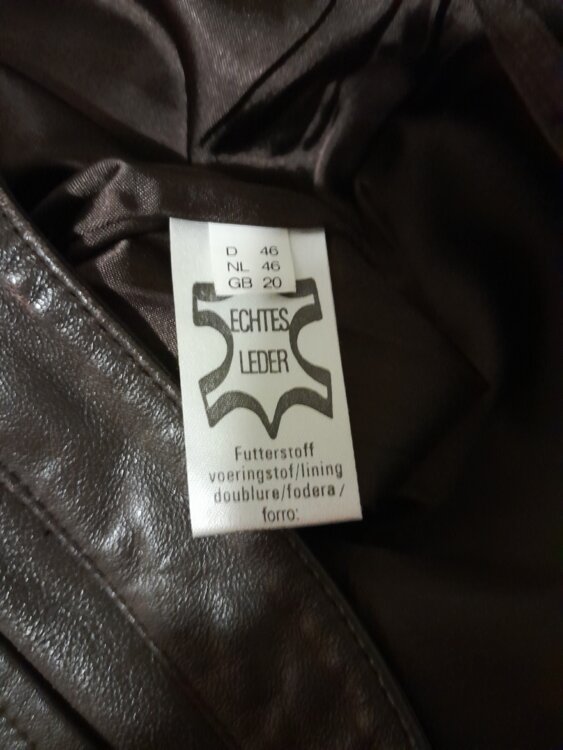 D 46
NL 46
GB 20
ECHTES
LEDER
Futterstoff
voeringstof/lining
doublure/fodera/
forro: